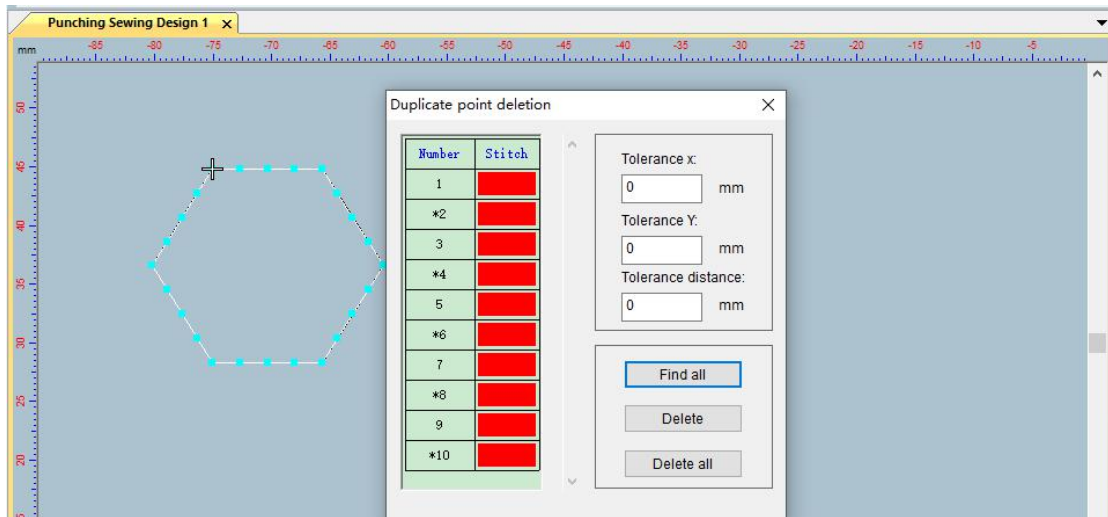 Punching Sewing Design 1 x
mm -85 -80 -75 -70 -65 -60 -55 -50 -45 -40 -35 -30 -25 -20 -15 -10 -5
50
45
40
35
30
25
20
Duplicate point deletion
Number Stitch
1
*2
3
*4
5
*6
7
*8
9
*10
Tolerance x:
0 mm
Tolerance Y:
0 mm
Tolerance distance:
0 mm
Find all
Delete
Delete all